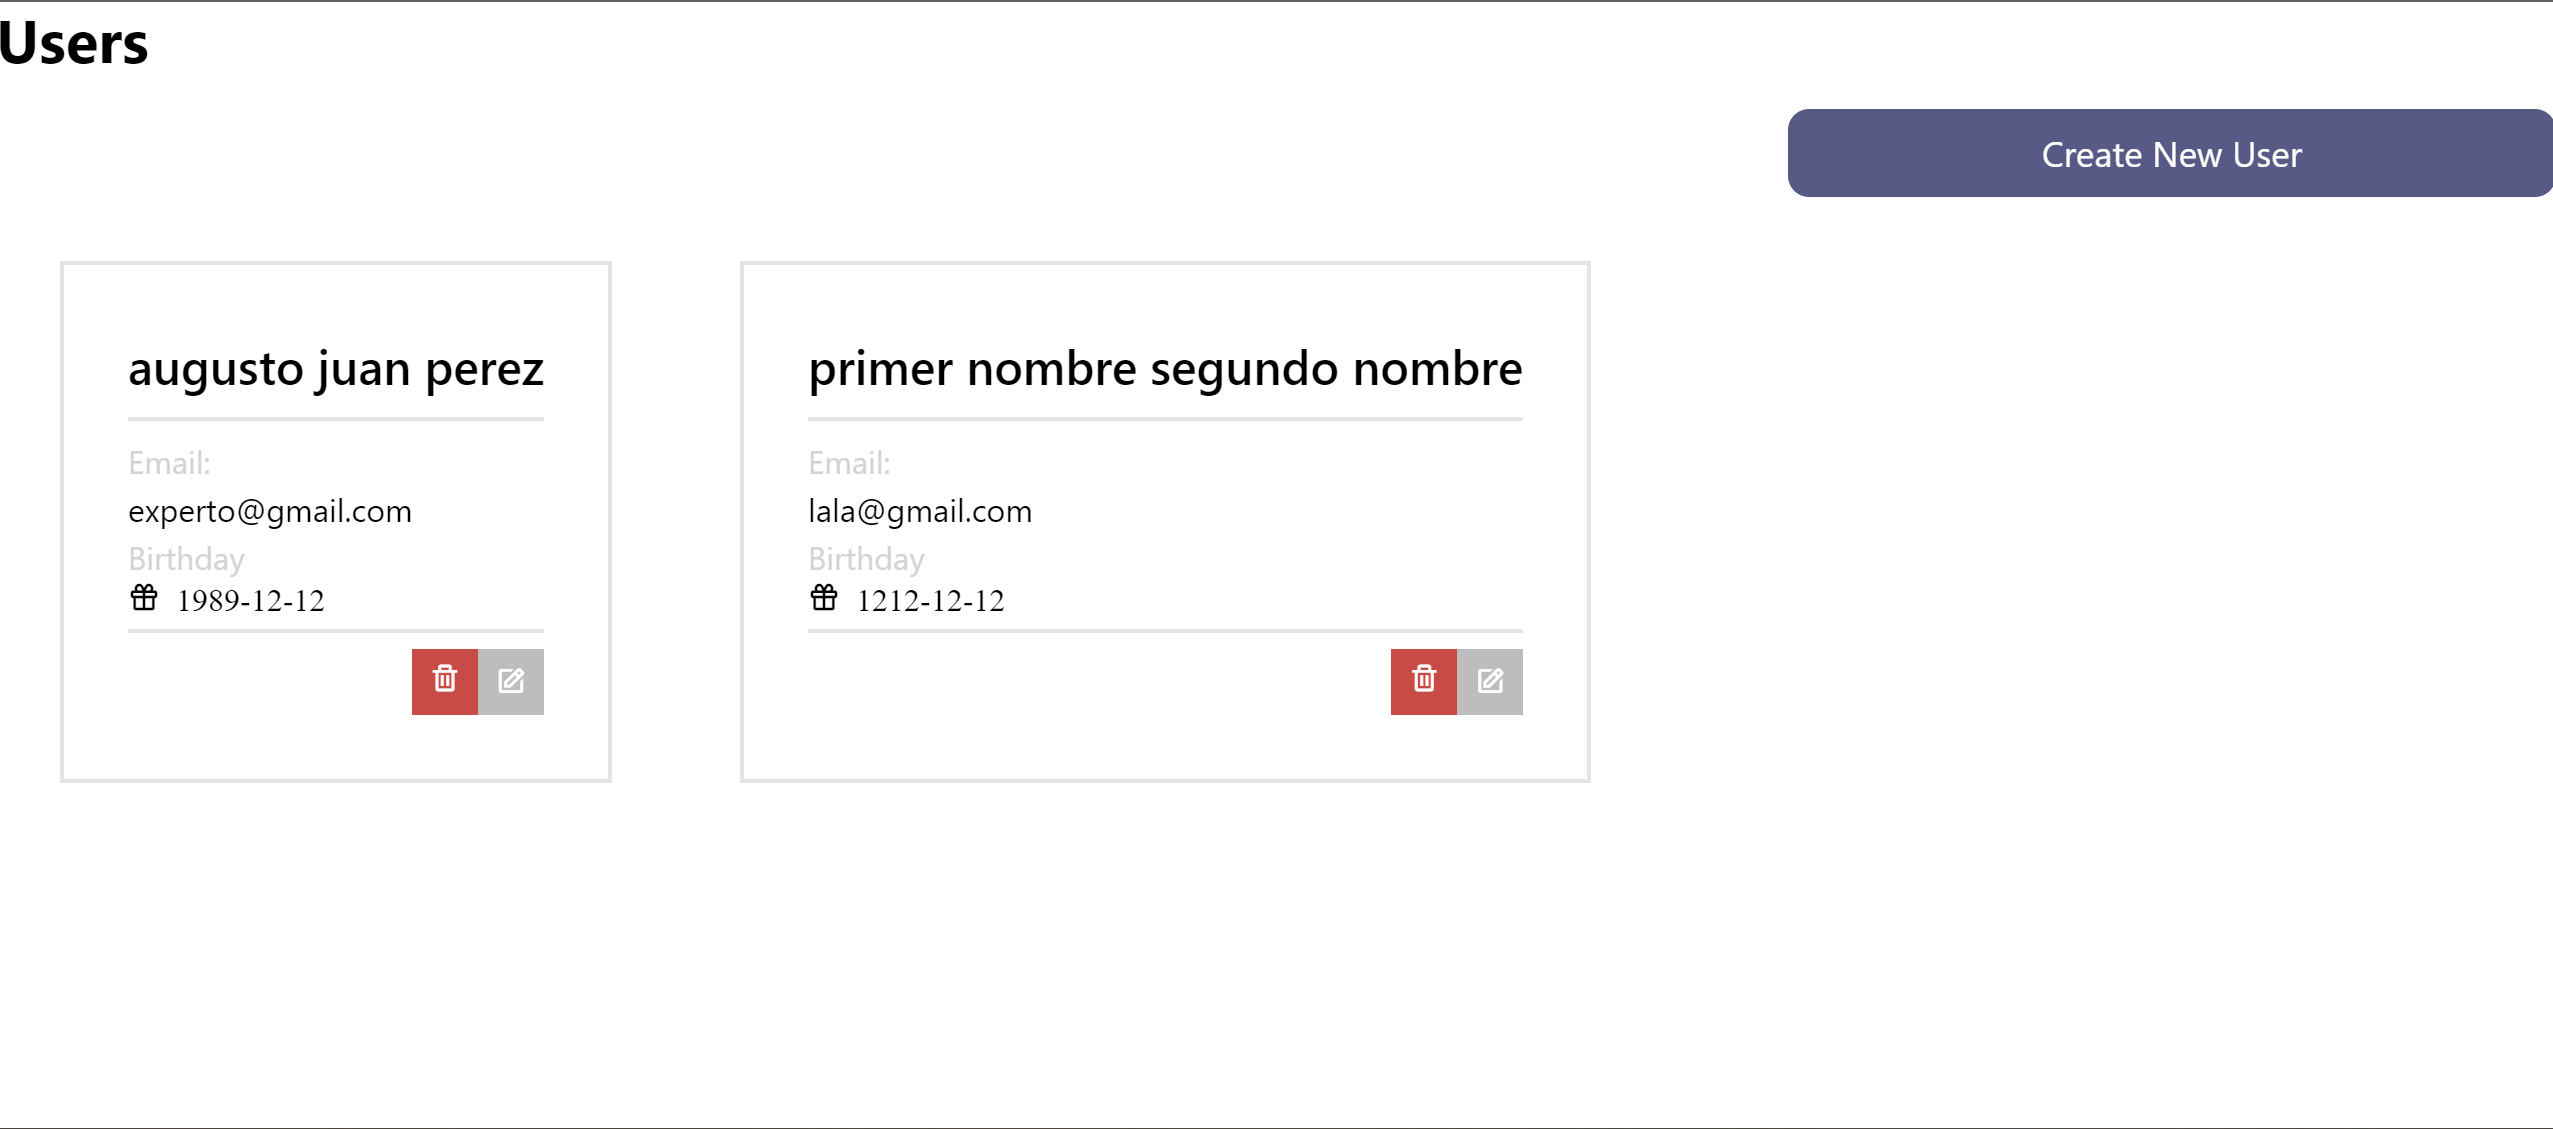 Users
Create New User
augusto juan perez
Email:
experto@gmail.com
Birthday
1989-12-12
primer nombre segundo nombre
Email:
lala@gmail.com
Birthday
1212-12-12